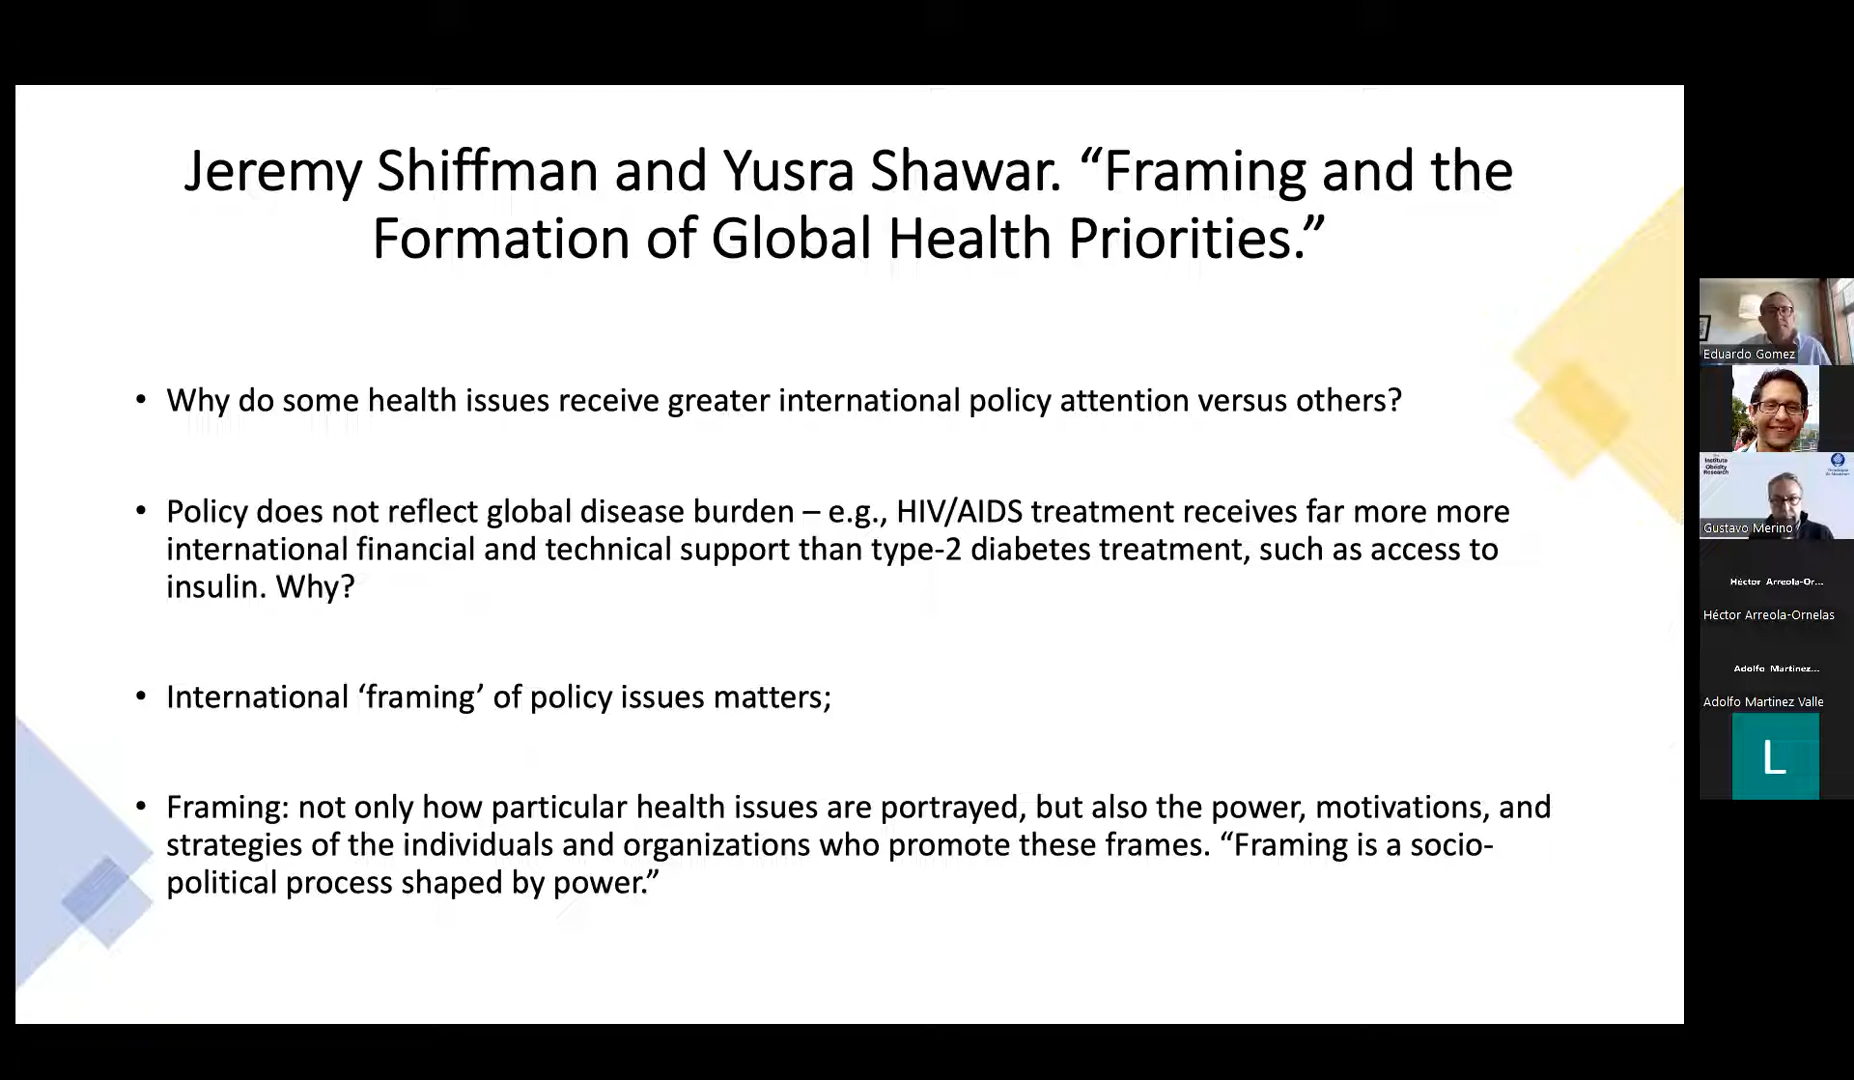 Jeremy Shiffman and Yusra Shawar. “Framing and the
Formation of Global Health Priorities.”
• Why do some health issues receive greater international policy attention versus others?
• Policy does not reflect global disease burden – e.g., HIV/AIDS treatment receives far more more
international financial and technical support than type-2 diabetes treatment, such as access to
insulin. Why?
• International ‘framing’ of policy issues matters;
• Framing: not only how particular health issues are portrayed, but also the power, motivations, and
strategies of the individuals and organizations who promote these frames. “Framing is a socio-
political process shaped by power.”
Eduardo Gomez
Institute
Obesity
Research
Gustavo Merino
Héctor Arreola-Or...
Héctor Arreola-Ornelas
Adolfo Martinez...
Adolfo Martinez Valle
L